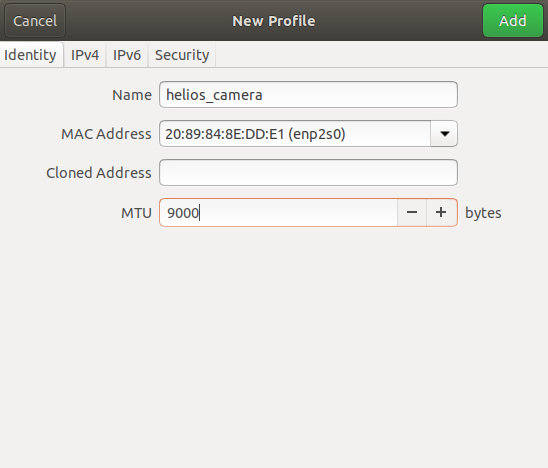 Cancel New Profile Add
Identity IPv4 IPv6 Security
Name helios_camera
MAC Address 20:89:84:8E:DD:E1 (enp2s0)
Cloned Address
MTU 9000 − + bytes